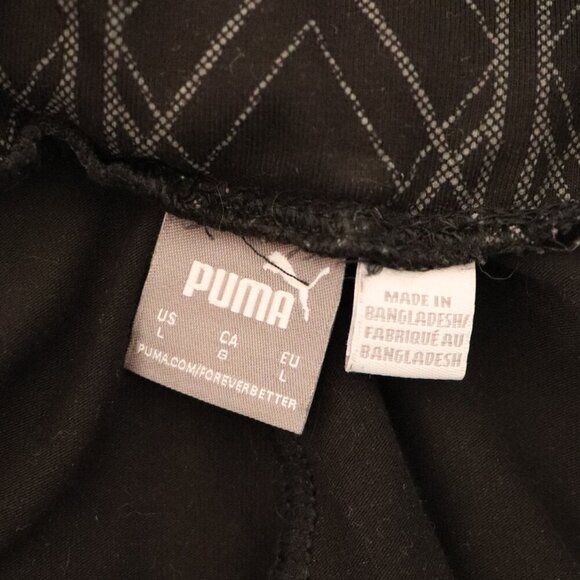 PUMA
US CA EU
L G L
PUMA.COM/FOREVERBETTER
MADE IN
BANGLADESH/
FABRIQUÉ AU
BANGLADESH